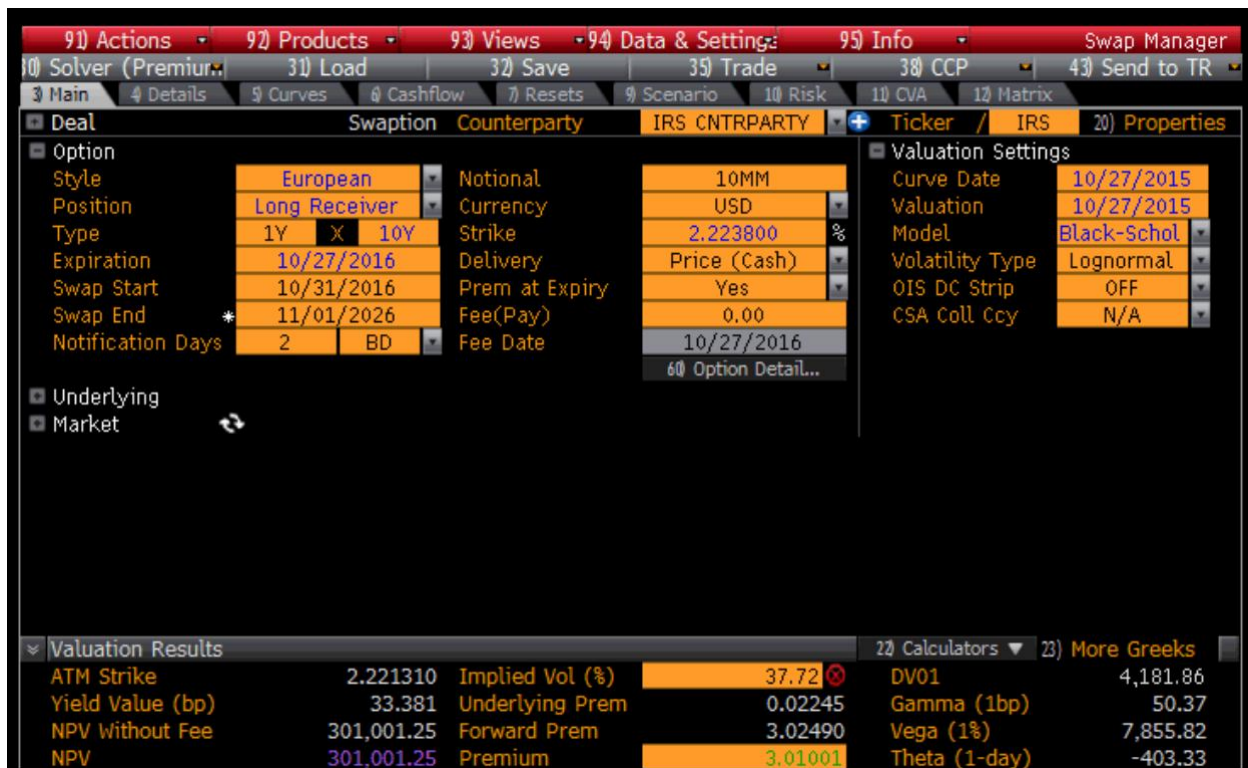 91) Actions 92) Products 93) Views 94) Data & Settings 95) Info Swap Manager
30) Solver (Premium 31) Load 32) Save 35) Trade 38) CCP 43) Send to TR
3) Main 4) Details 5) Curves 6) Cashflow 7) Resets 9) Scenario 10) Risk 11) CVA 12) Matrix
Deal Swaption Counterparty IRS CNTRPARTY Ticker / IRS 20) Properties
Option Valuation Settings
Style European Notional 10MM Curve Date 10/27/2015
Position Long Receiver Currency USD Valuation 10/27/2015
Type 1Y X 10Y Strike 2.223800 % Model Black-Schol
Expiration 10/27/2016 Delivery Price (Cash) Volatility Type Lognormal
Swap Start 10/31/2016 Prem at Expiry Yes OIS DC Strip OFF
Swap End * 11/01/2026 Fee(Pay) 0.00 CSA Coll Ccy N/A
Notification Days 2 BD Fee Date 10/27/2016
60) Option Detail...
Underlying
Market
Valuation Results 22) Calculators 23) More Greeks
ATM Strike 2.221310 Implied Vol (%) 37.72 DV01 4,181.86
Yield Value (bp) 33.381 Underlying Prem 0.02245 Gamma (1bp) 50.37
NPV Without Fee 301,001.25 Forward Prem 3.02490 Vega (1%) 7,855.82
NPV 301,001.25 Premium 3.01001 Theta (1-day) -403.33